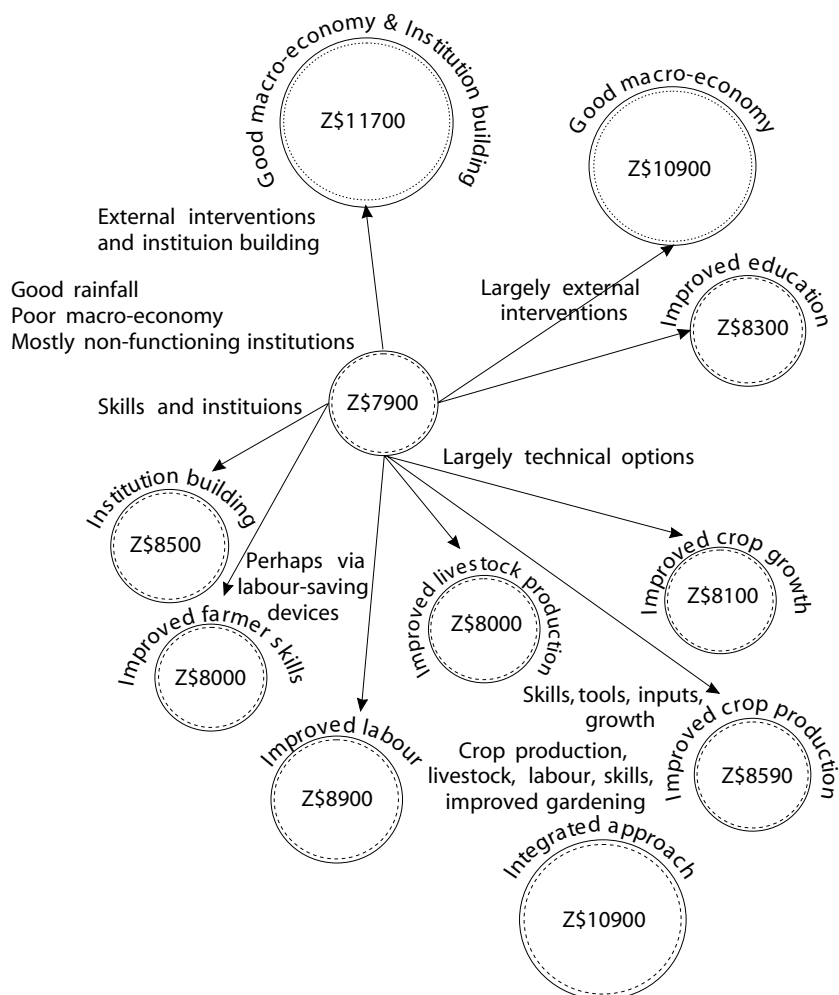 Good macro-economy & Institution building
Z$11700
Good macro-economy
Z$10900
External interventions
and instituion building
Improved education
Z$8300
Good rainfall
Poor macro-economy
Mostly non-functioning institutions
Largely external
interventions
Z$7900
Skills and instituions
Largely technical options
Institution building
Z$8500
Perhaps via
labour-saving
devices
Improved farmer skills
Z$8000
Improved livestock production
Z$8000
Improved crop growth
Z$8100
Improved labour
Z$8900
Skills, tools, inputs,
growth
Improved crop production
Z$8590
Crop production,
livestock, labour, skills,
improved gardening
Integrated approach
Z$10900